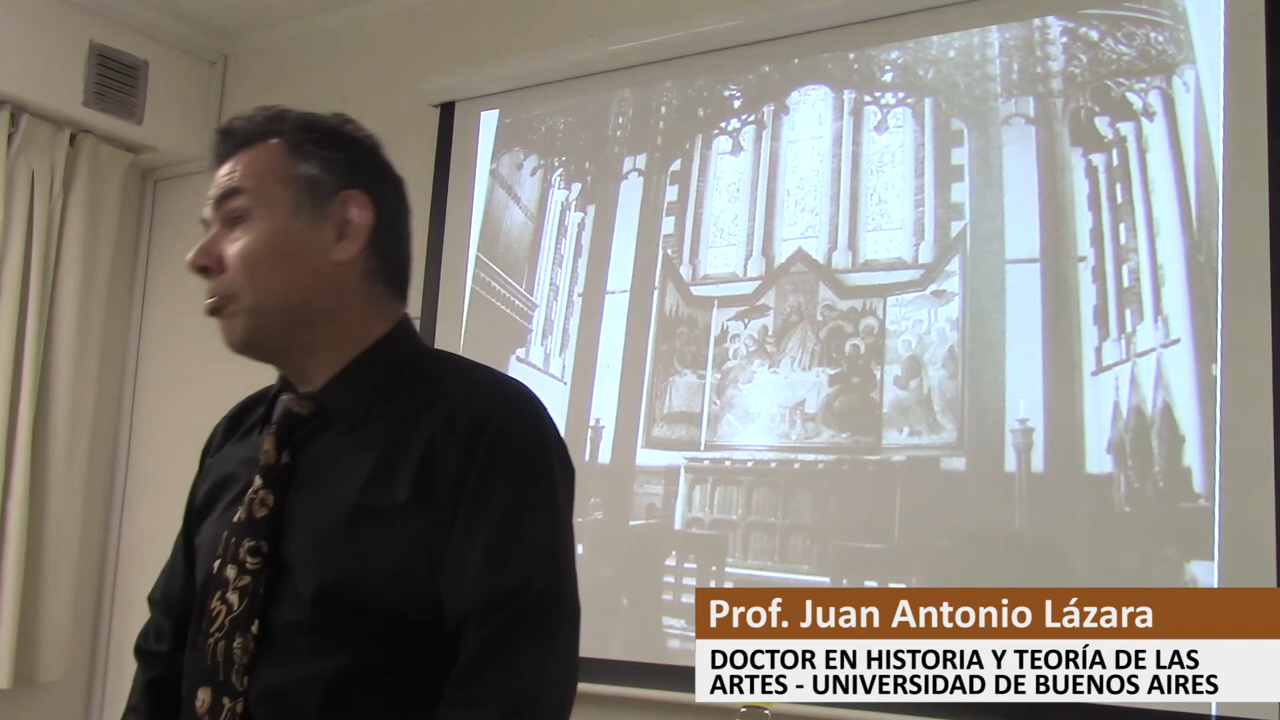 Prof. Juan Antonio Lázara
DOCTOR EN HISTORIA Y TEORÍA DE LAS
ARTES - UNIVERSIDAD DE BUENOS AIRES